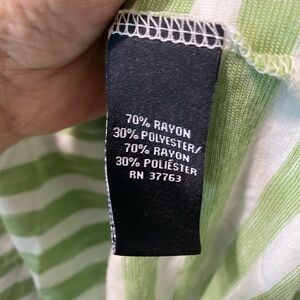 70% RAYON
30% POLYESTER/
70% RAYON
30% POLIÉSTER
RN 37763